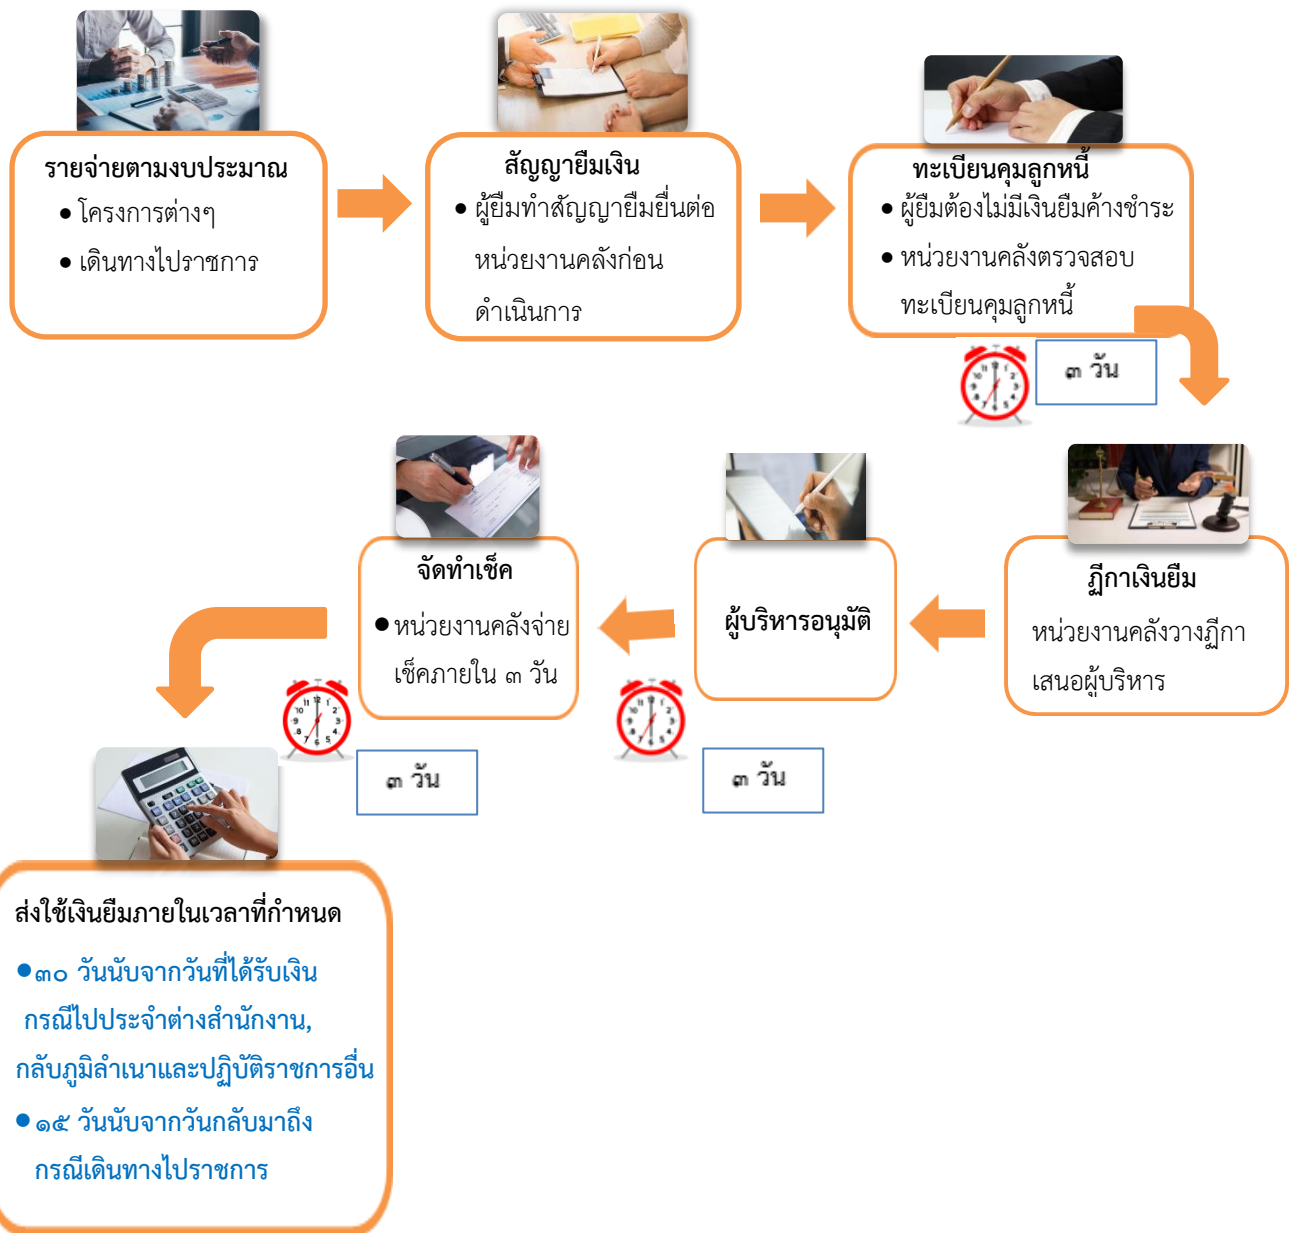 รายจ่ายตามงบประมาณ
● โครงการต่างๆ
● เดินทางไปราชการ
สัญญายืมเงิน
● ผู้ยืมทำสัญญายืมยื่นต่อ
หน่วยงานคลังก่อน
ดำเนินการ
ทะเบียนคุมลูกหนี้
● ผู้ยืมต้องไม่มีเงินยืมค้างชำระ
● หน่วยงานคลังตรวจสอบ
ทะเบียนคุมลูกหนี้
๓ วัน
ฎีกาเงินยืม
หน่วยงานคลังวางฎีกา
เสนอผู้บริหาร
ผู้บริหารอนุมัติ
๓ วัน
จัดทำเช็ค
● หน่วยงานคลังจ่าย
เช็คภายใน ๓ วัน
๓ วัน
ส่งใช้เงินยืมภายในเวลาที่กำหนด
● ๓๐ วันนับจากวันที่ได้รับเงิน
กรณีไปประจำต่างสำนักงาน,
กลับภูมิลำเนาและปฏิบัติราชการอื่น
● ๑๕ วันนับจากวันกลับมาถึง
กรณีเดินทางไปราชการ